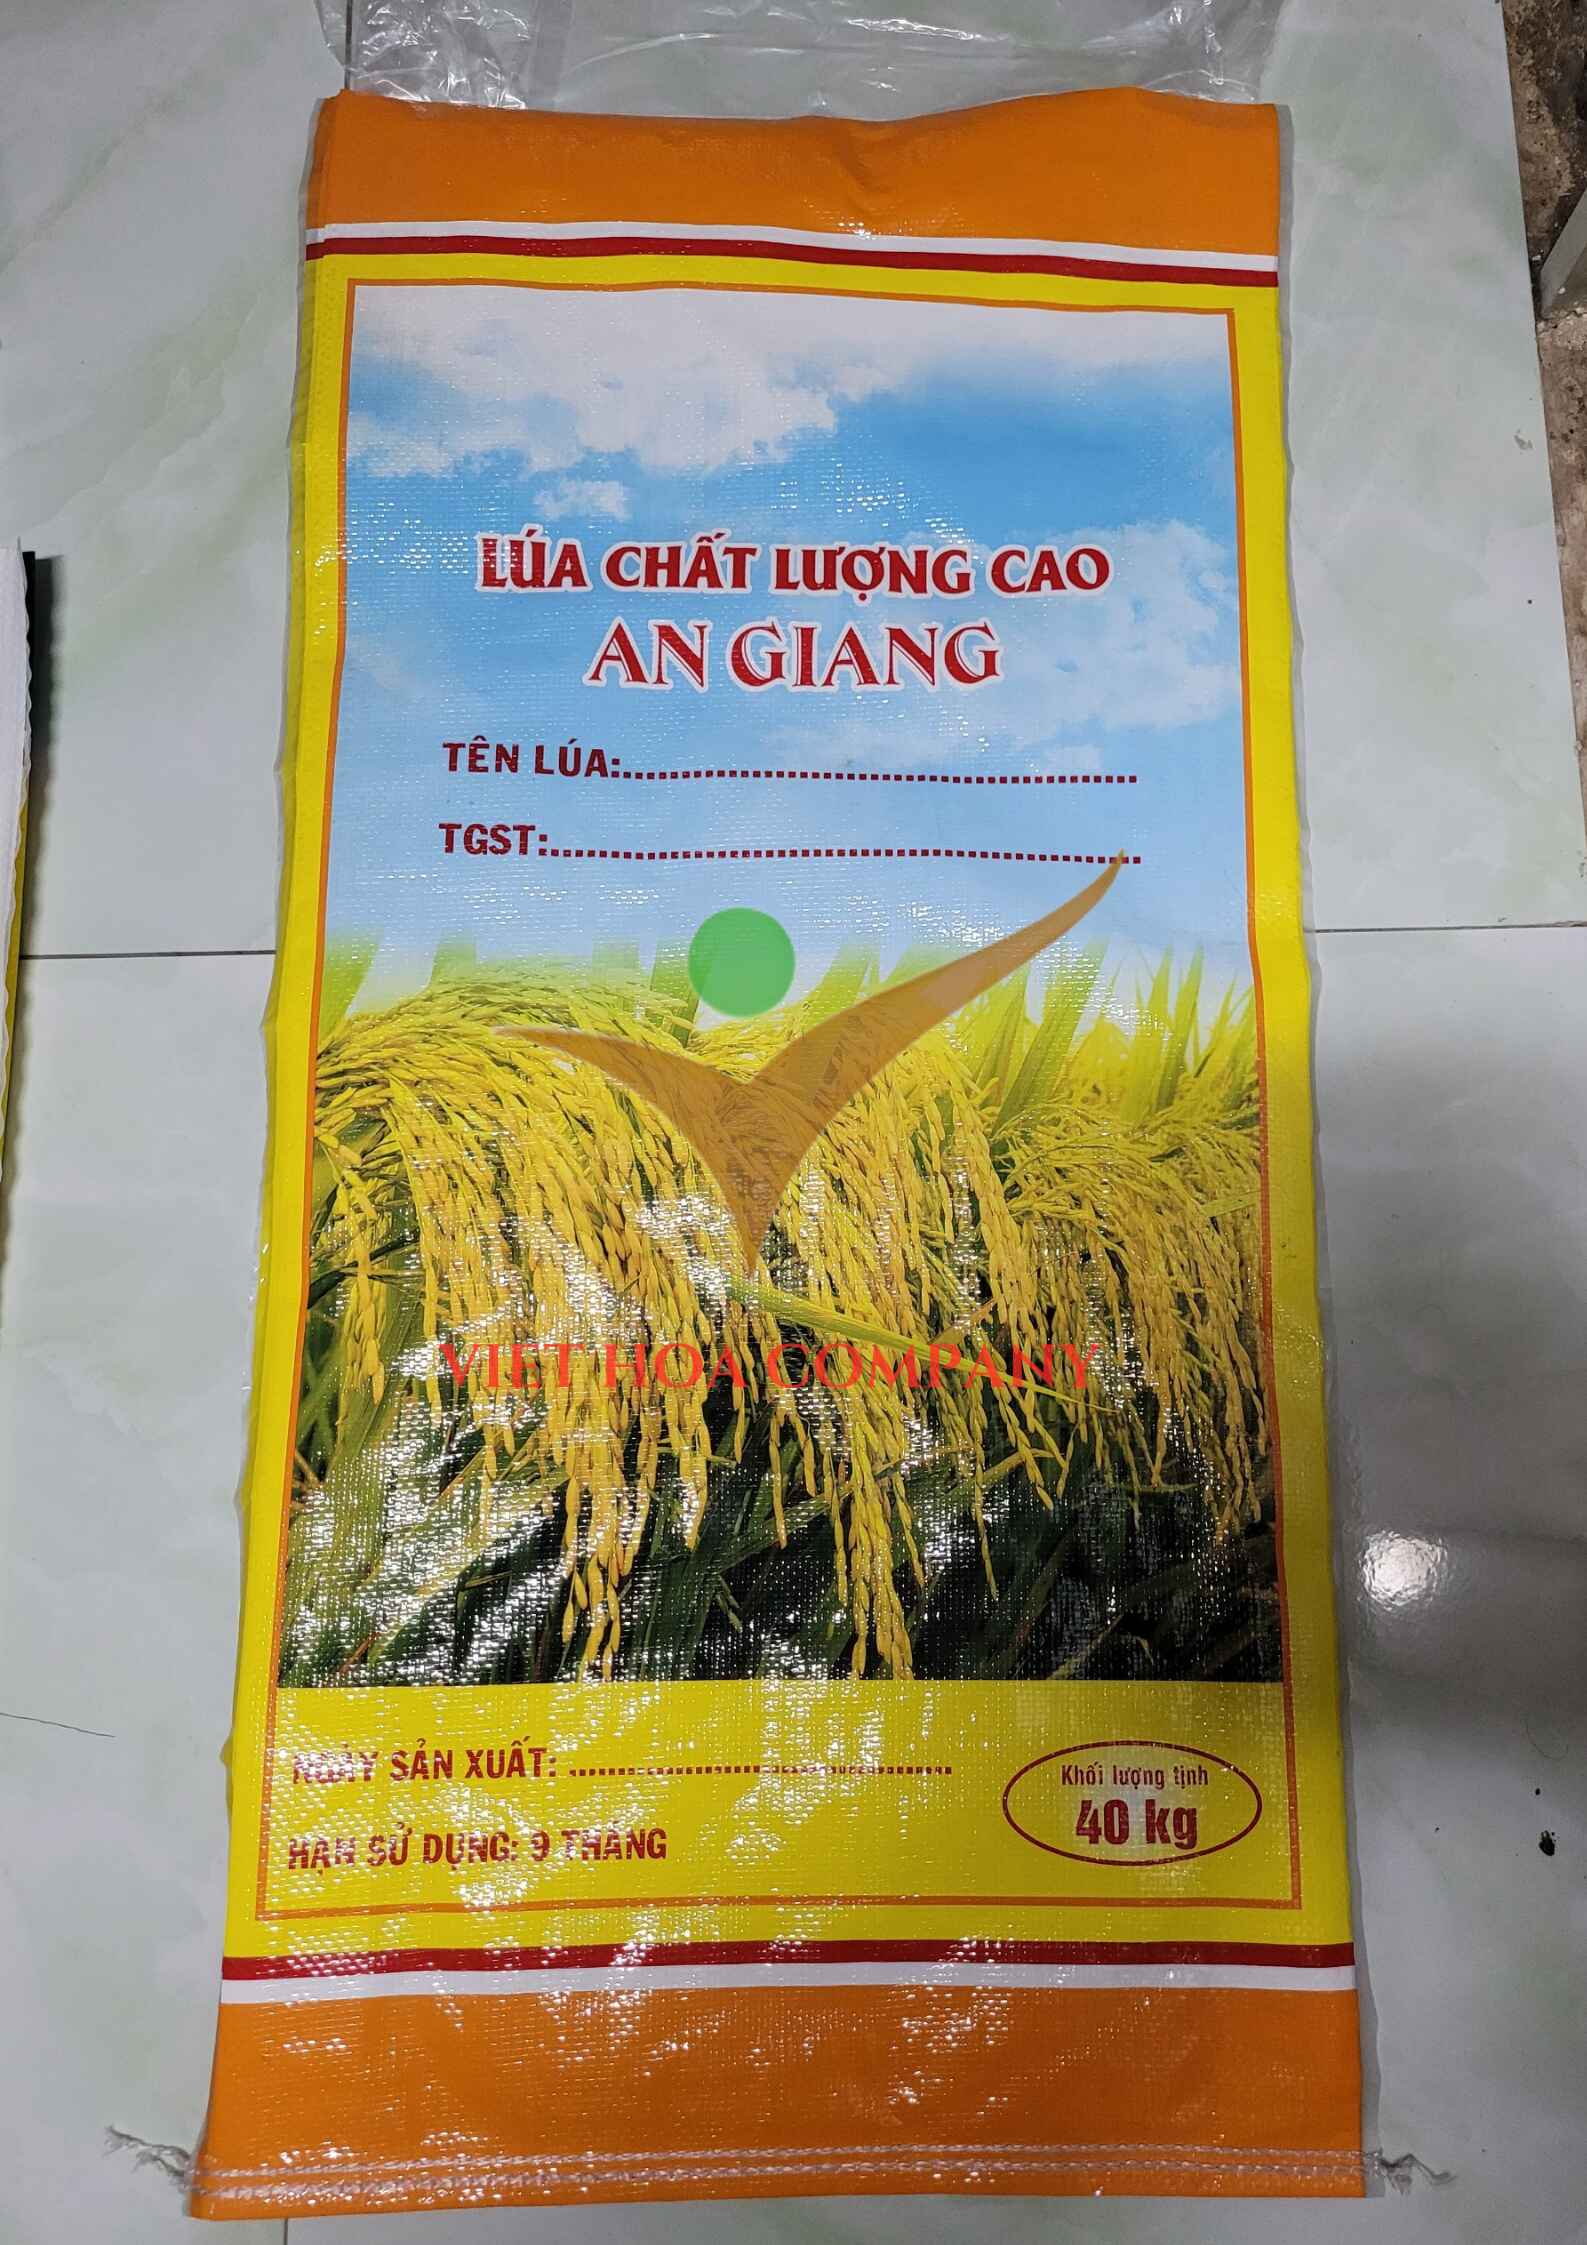 LÚA CHẤT LƯỢNG CAO
AN GIANG
TÊN LÚA:
TGST:
VIET HOA COMPANY
NGÀY SẢN XUẤT:
HẠN SỬ DỤNG: 9 THÁNG
Khối lượng tịnh
40 kg